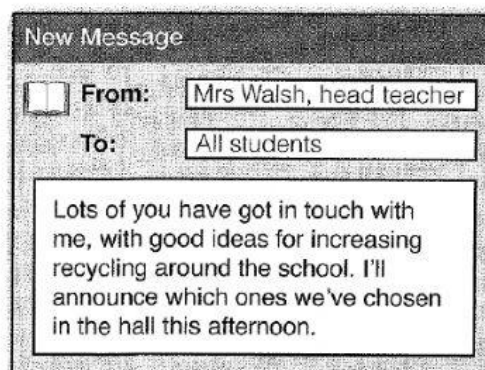 New Message
From: Mrs Walsh, head teacher
To: All students
Lots of you have got in touch with
me, with good ideas for increasing
recycling around the school. I'll
announce which ones we've chosen
in the hall this afternoon.